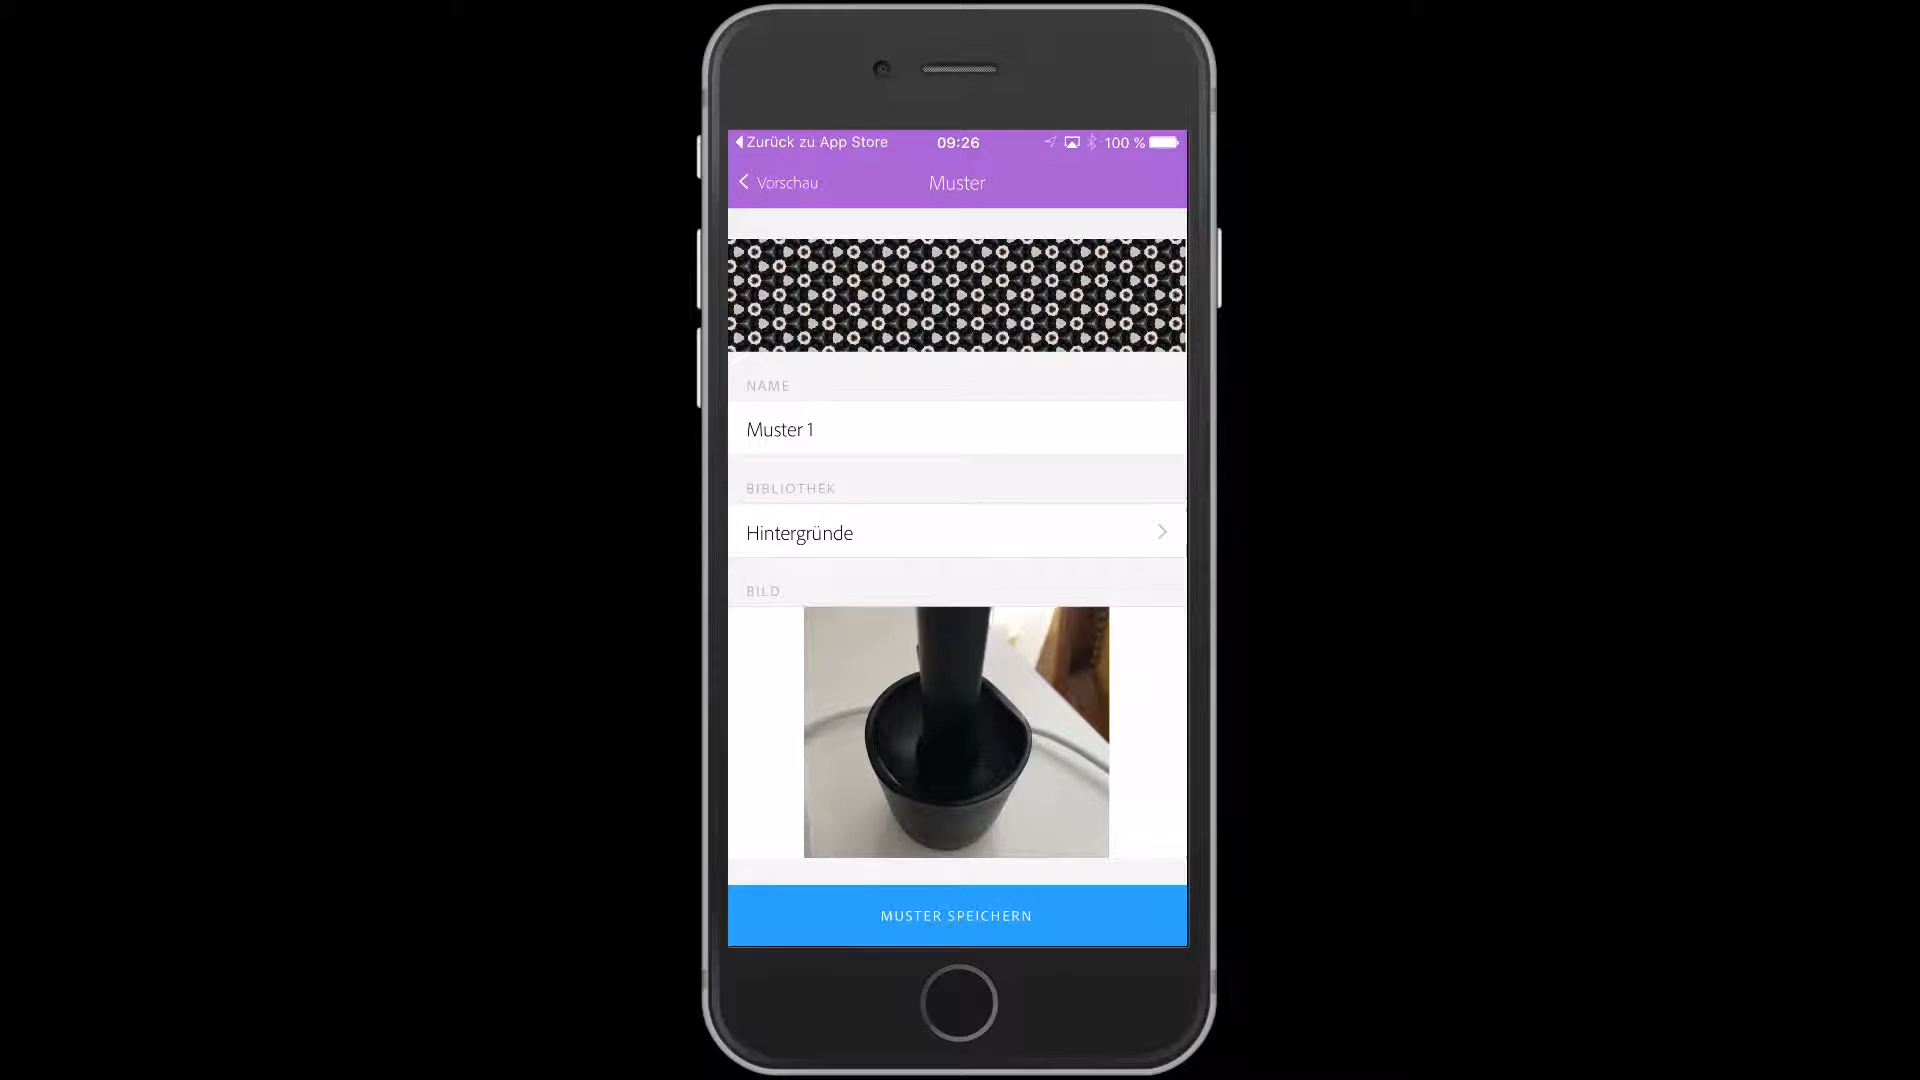 Zurück zu App Store 09:26 100 %
Vorschau Muster
NAME
Muster 1
BIBLIOTHEK
Hintergründe
BILD
MUSTER SPEICHERN